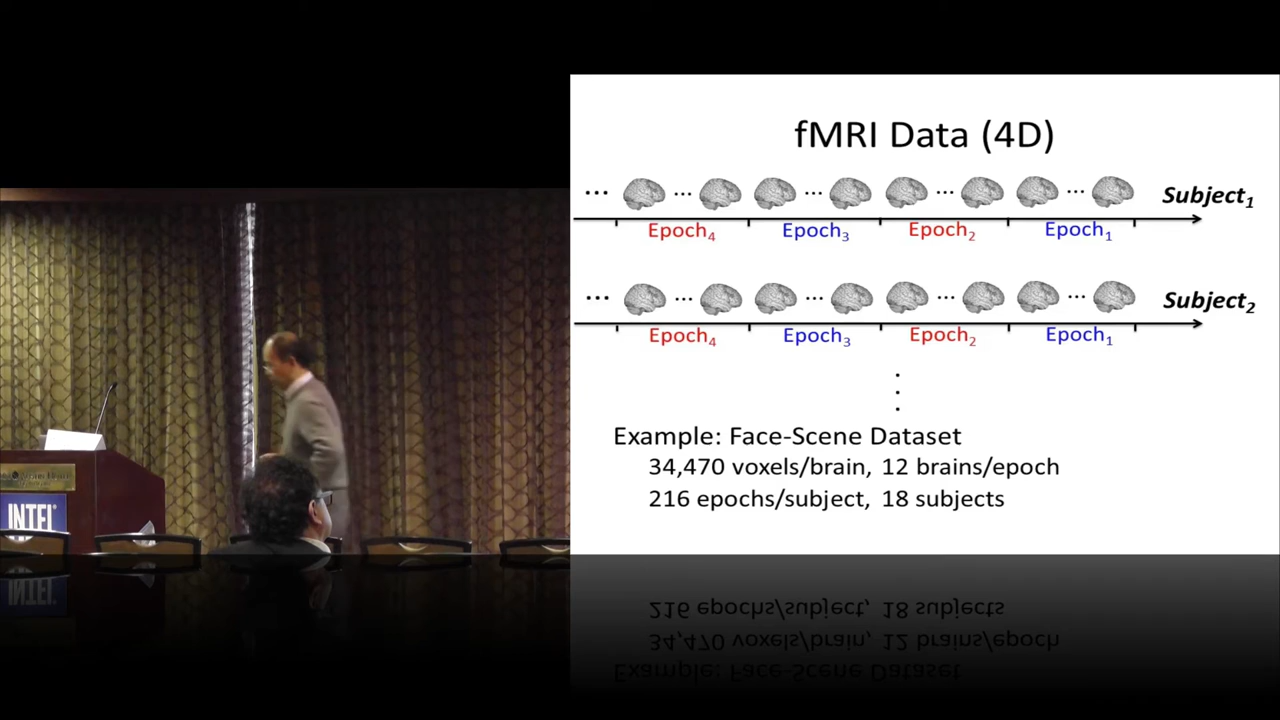 fMRI Data (4D)
... ... ... ... ... Subject₁
Epoch₄ Epoch₃ Epoch₂ Epoch₁
... ... ... ... ... Subject₂
Epoch₄ Epoch₃ Epoch₂ Epoch₁
Example: Face-Scene Dataset
34,470 voxels/brain, 12 brains/epoch
216 epochs/subject, 18 subjects
INTEL